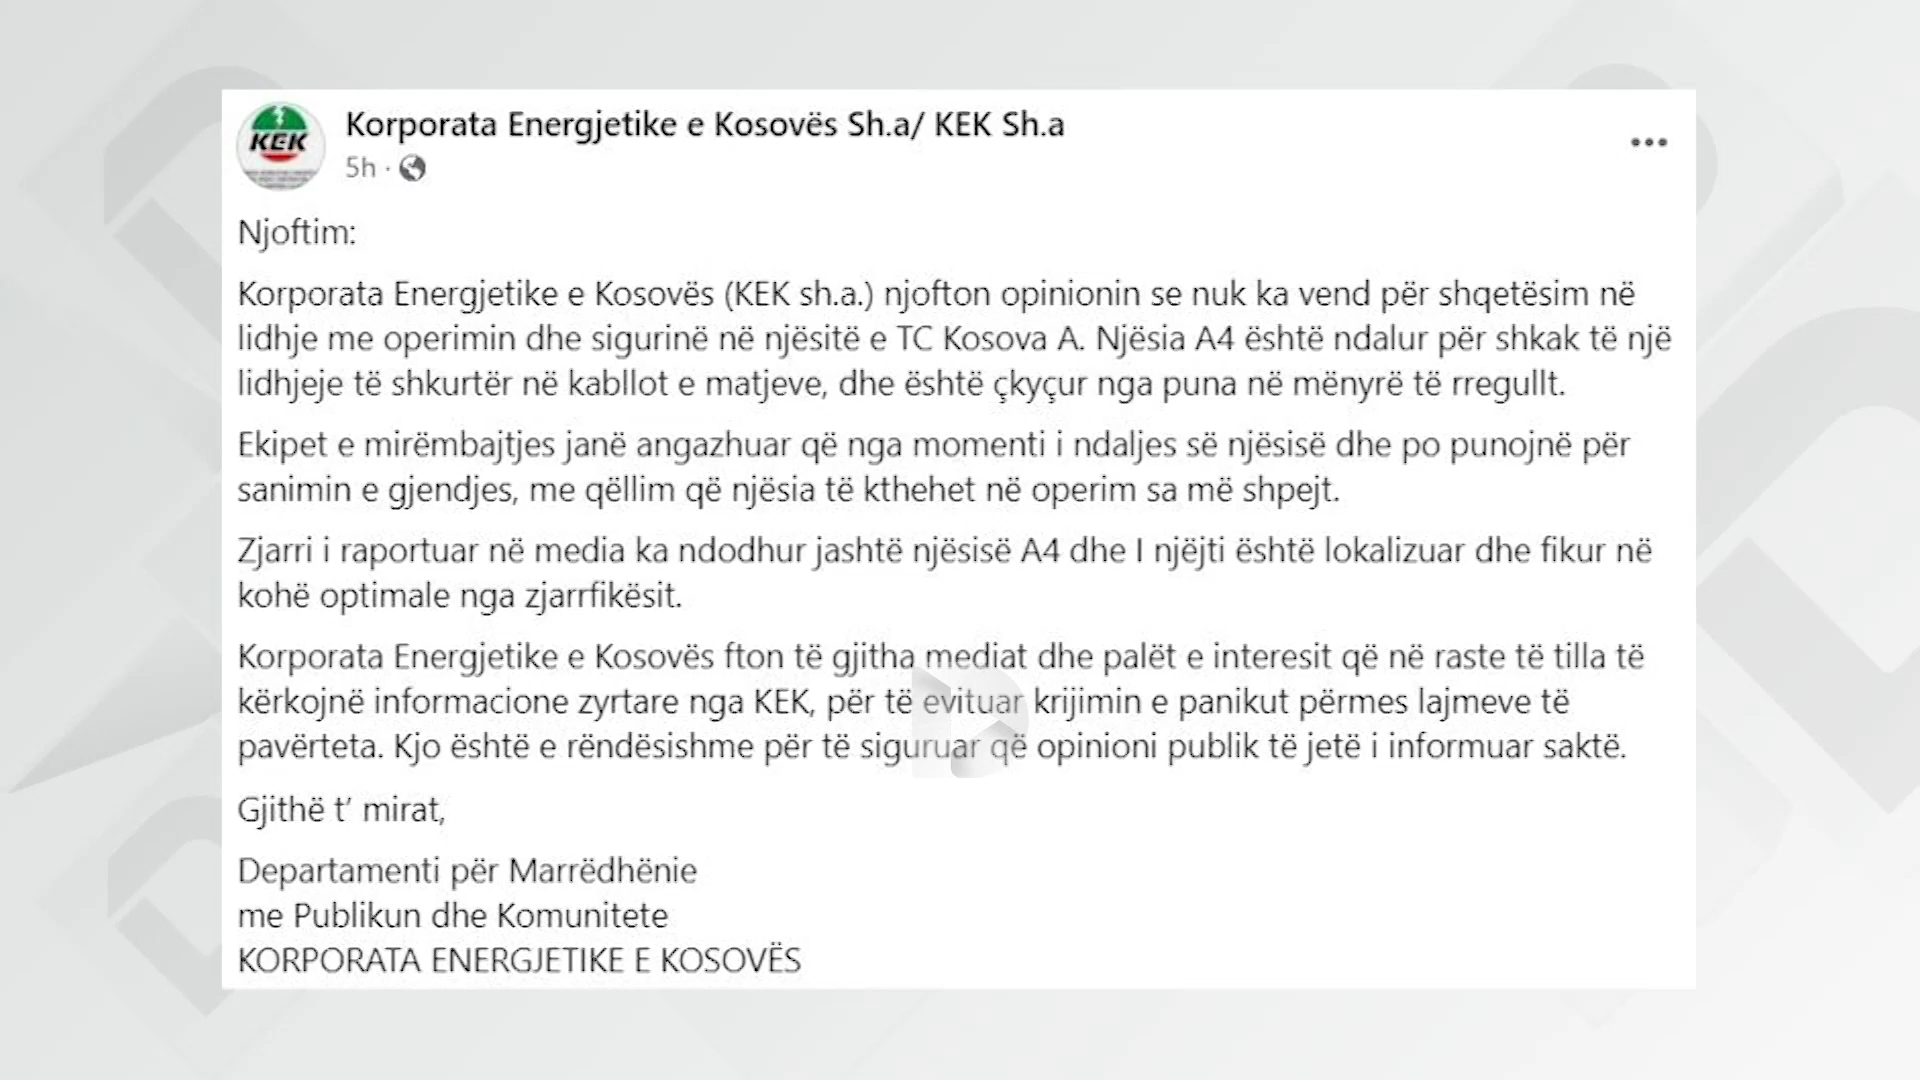 KEK
Korporata Energjetike e Kosovës Sh.a/ KEK Sh.a
5h ·
Njoftim:
Korporata Energjetike e Kosovës (KEK sh.a.) njofton opinionin se nuk ka vend për shqetësim në
lidhje me operimin dhe sigurinë në njësitë e TC Kosova A. Njësia A4 është ndalur për shkak të një
lidhjeje të shkurtër në kabllot e matjeve, dhe është çkyçur nga puna në mënyrë të rregullt.
Ekipet e mirëmbajtjes janë angazhuar që nga momenti i ndaljes së njësisë dhe po punojnë për
sanimin e gjendjes, me qëllim që njësia të kthehet në operim sa më shpejt.
Zjarri i raportuar në media ka ndodhur jashtë njësisë A4 dhe I njëjti është lokalizuar dhe fikur në
kohë optimale nga zjarrfikësit.
Korporata Energjetike e Kosovës fton të gjitha mediat dhe palët e interesit që në raste të tilla të
kërkojnë informacione zyrtare nga KEK, për të evituar krijimin e panikut përmes lajmeve të
pavërteta. Kjo është e rëndësishme për të siguruar që opinioni publik të jetë i informuar saktë.
Gjithë t’ mirat,
Departamenti për Marrëdhënie
me Publikun dhe Komunitete
KORPORATA ENERGJETIKE E KOSOVËS